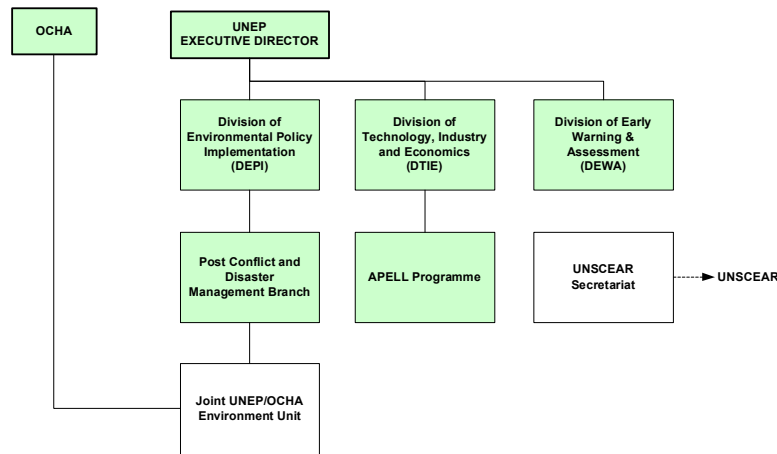 OCHA
UNEP
EXECUTIVE DIRECTOR
Division of
Environmental Policy
Implementation
(DEPI)
Division of
Technology, Industry
and Economics
(DTIE)
Division of Early
Warning &
Assessment
(DEWA)
Post Conflict and
Disaster
Management Branch
APELL Programme
UNSCEAR
Secretariat
UNSCEAR
Joint UNEP/OCHA
Environment Unit